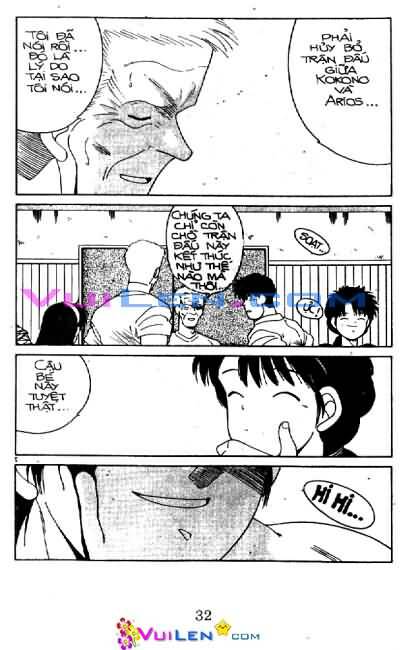 TÔI ĐÃ
NÓI RỒI...
ĐÓ LÀ
LÝ DO
TẠI SAO
TÔI NÓI...
PHẢI
HỦY BỎ
TRẬN ĐẤU
GIỮA
KOKONO
VÀ
ARIOS...
CHÚNG TA
CHỈ CÒN
CHỜ TRẬN
ĐẤU NÀY
KẾT THÚC
NHƯ THẾ
NÀO MÀ
THÔI.
SOẠT...
VUILEN.COM
CẬU
BÉ
NÀY
TUYỆT
THẬT...
HI HI...
32
VUILEN.COM